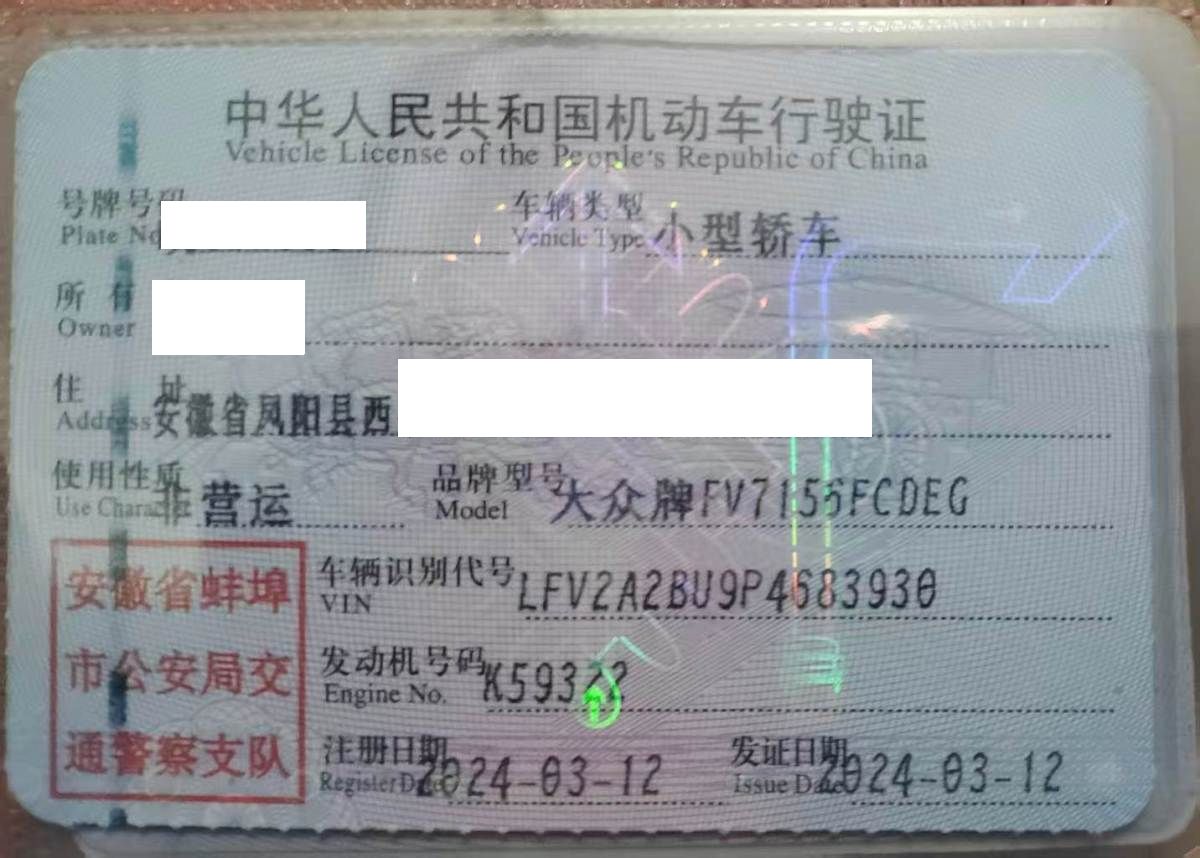 中华人民共和国机动车行驶证
Vehicle License of the People's Republic of China
号牌号码 车辆类型 小型轿车
Plate No Vehicle Type
所有
Owner
住 址 安徽省凤阳县西
Address
使用性质 非营运 品牌型号 大众牌FV7156FCDEG
Use Character Model
安徽省蚌埠
市公安局交
通警察支队
车辆识别代号 LFV2A2BU9P4683930
VIN
发动机号码 K59322
Engine No.
注册日期 2024-03-12 发证日期 2024-03-12
Register Date Issue Date